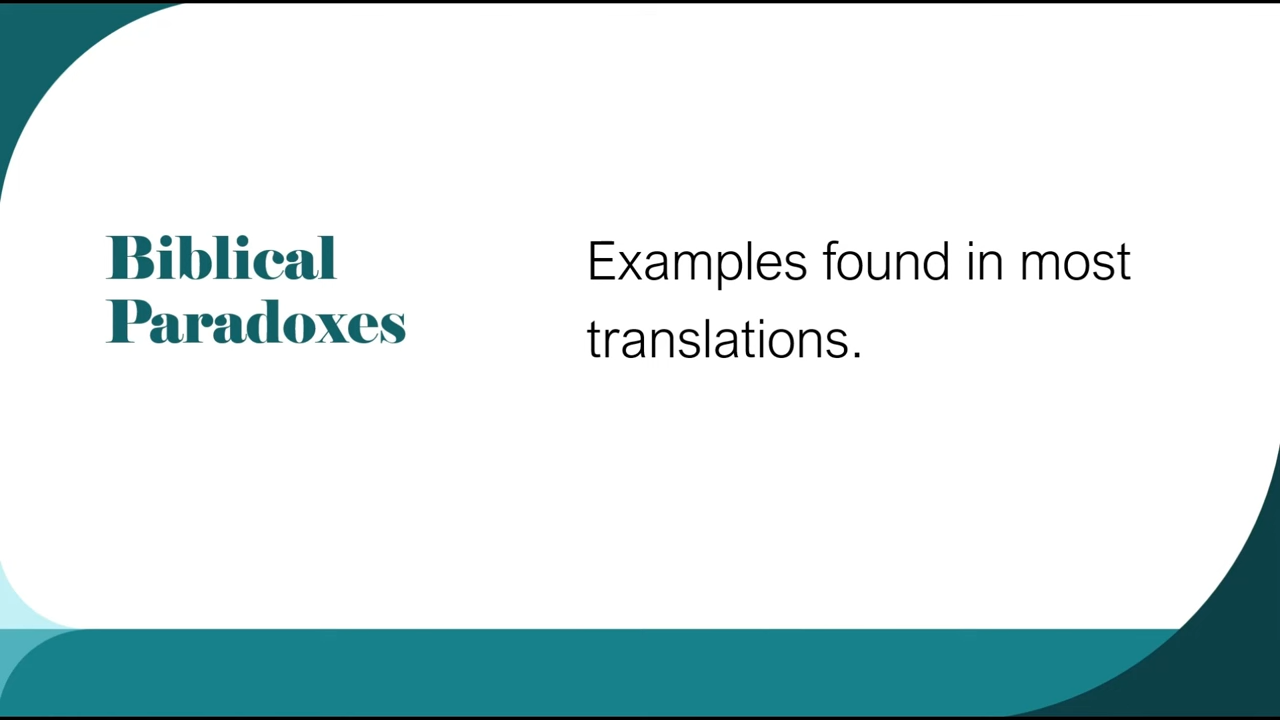 Biblical
Paradoxes
Examples found in most
translations.